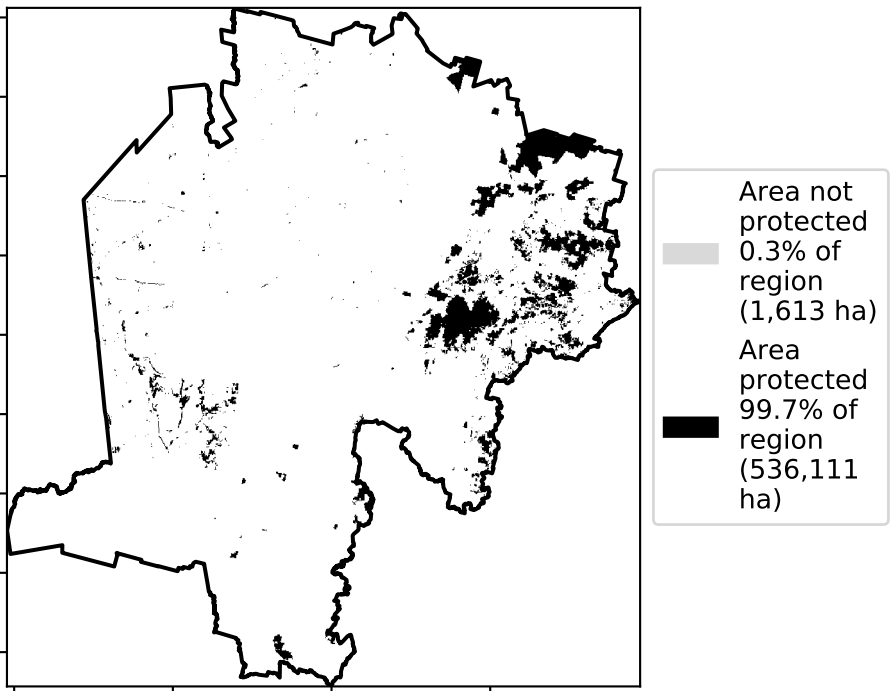 Area not
protected
0.3% of
region
(1,613 ha)
Area
protected
99.7% of
region
(536,111
ha)